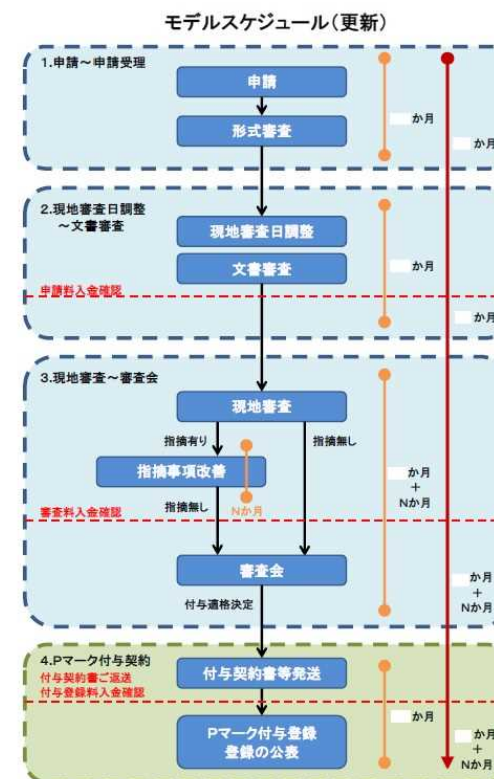 モデルスケジュール(更新)
1.申請～申請受理
申請
形式審査
か月
か月
2.現地審査日調整
～文書審査
現地審査日調整
文書審査
か月
申請料入金確認
か月
3.現地審査～審査会
現地審査
指摘有り
指摘無し
指摘事項改善
か月
+
Nか月
指摘無し
Nか月
審査料入金確認
審査会
か月
+
Nか月
付与適格決定
4.Pマーク付与契約
付与契約書ご返送
付与登録料入金確認
付与契約書等発送
か月
Pマーク付与登録
登録の公表
か月
+
Nか月